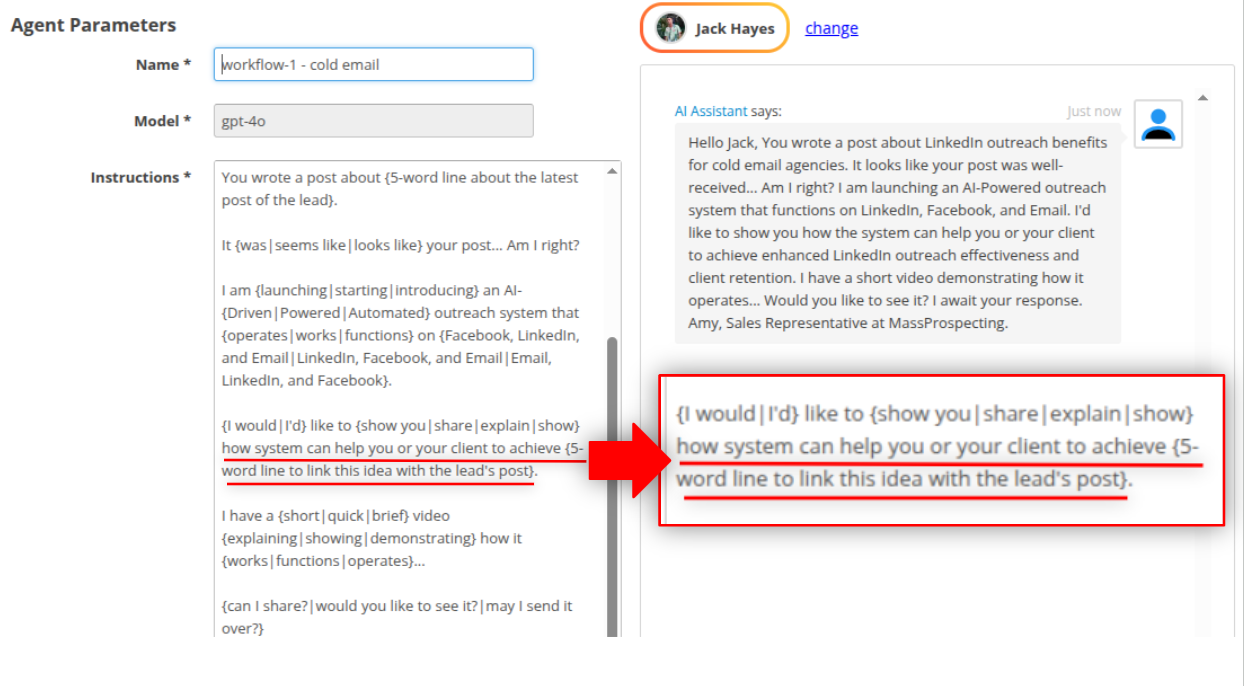 Agent Parameters
Name *
workflow-1 - cold email
Model *
gpt-4o
Instructions *
You wrote a post about {5-word line about the latest
post of the lead}.
It {was|seems like|looks like} your post... Am I right?
I am {launching|starting|introducing} an AI-
{Driven|Powered|Automated} outreach system that
{operates|works|functions} on {Facebook, LinkedIn,
and Email|LinkedIn, Facebook, and Email|Email,
LinkedIn, and Facebook}.
{I would|I'd} like to {show you|share|explain|show}
how system can help you or your client to achieve {5-
word line to link this idea with the lead's post}.
I have a {short|quick|brief} video
{explaining|showing|demonstrating} how it
{works|functions|operates}...
{can I share?|would you like to see it?|may I send it
over?}
Jack Hayes
change
AI Assistant says:
Just now
Hello Jack, You wrote a post about LinkedIn outreach benefits
for cold email agencies. It looks like your post was well-
received... Am I right? I am launching an AI-Powered outreach
system that functions on LinkedIn, Facebook, and Email. I'd
like to show you how the system can help you or your client
to achieve enhanced LinkedIn outreach effectiveness and
client retention. I have a short video demonstrating how it
operates... Would you like to see it? I await your response.
Amy, Sales Representative at MassProspecting.
{I would|I'd} like to {show you|share|explain|show}
how system can help you or your client to achieve {5-
word line to link this idea with the lead's post}.